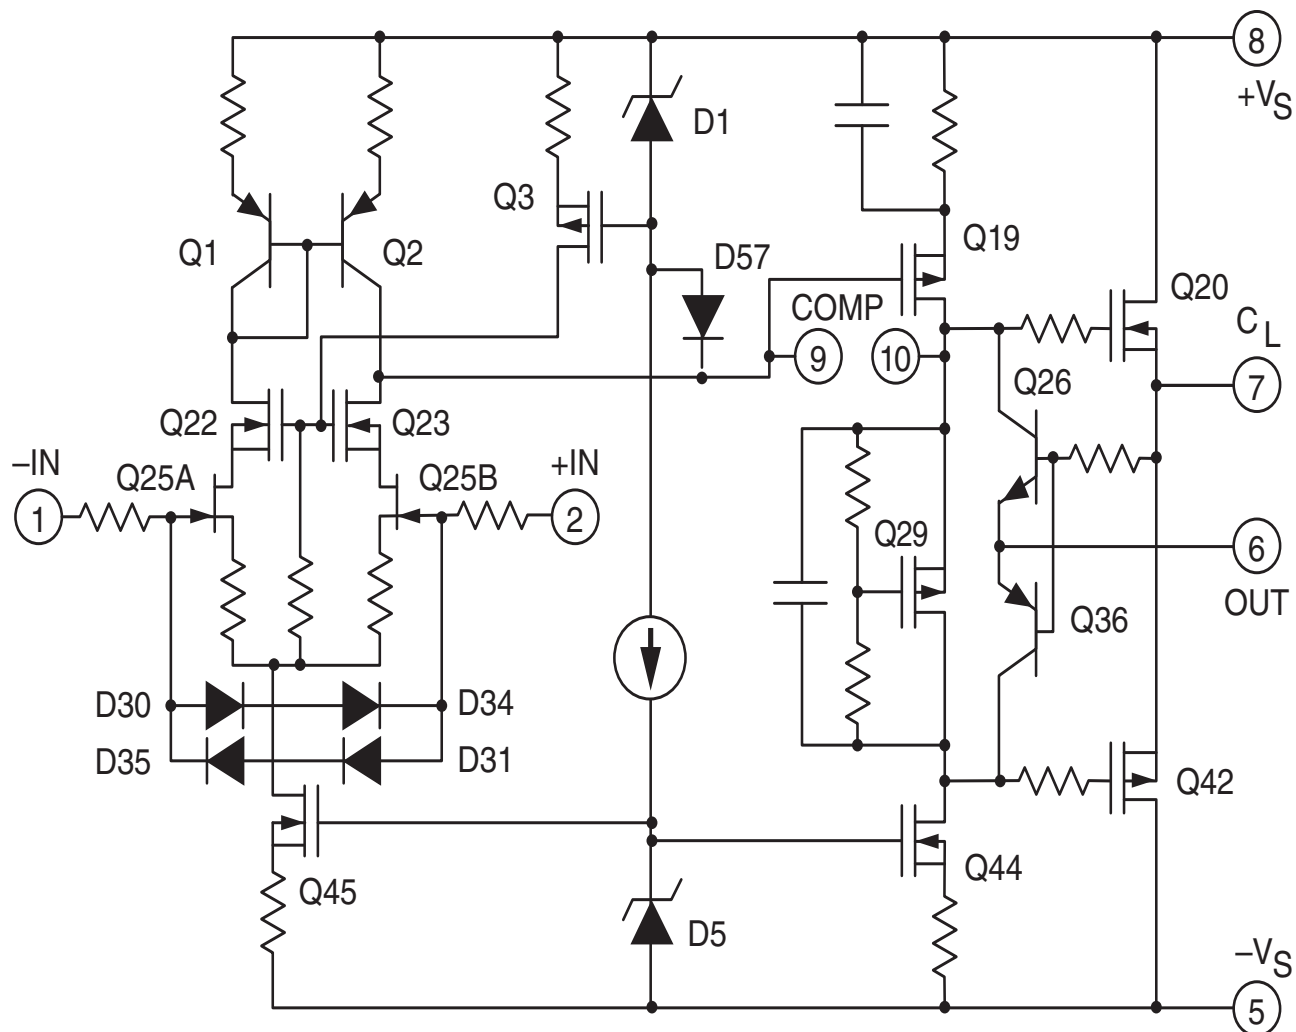 8
+VS
D1
Q3
Q1
Q2
D57
Q19
Q20
COMP
CL
9
10
7
Q26
Q22
Q23
–IN
Q25A
Q25B
+IN
1
2
Q29
6
OUT
Q36
D30
D34
D35
D31
Q42
Q45
Q44
D5
–VS
5